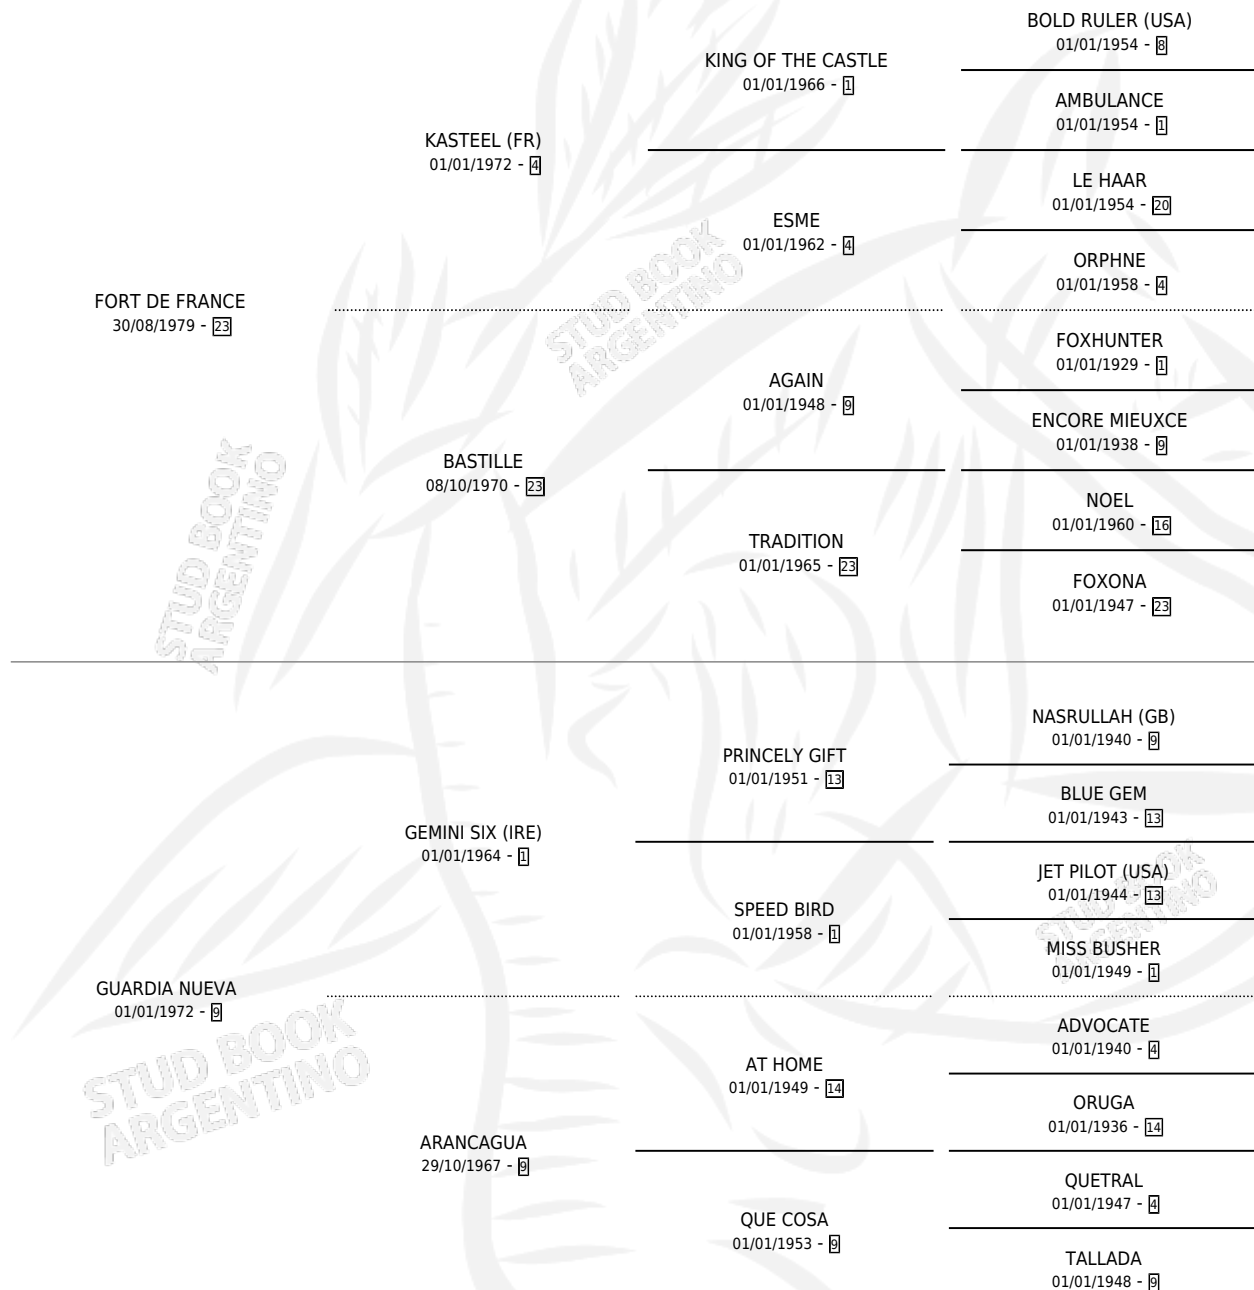 BOLD RULER (USA)
01/01/1954 - 8
KING OF THE CASTLE
01/01/1966 - 1
AMBULANCE
01/01/1954 - 1
KASTEEL (FR)
01/01/1972 - 4
LE HAAR
01/01/1954 - 20
ESME
01/01/1962 - 4
ORPHNE
01/01/1958 - 4
FORT DE FRANCE
30/08/1979 - 23
FOXHUNTER
01/01/1929 - 1
AGAIN
01/01/1948 - 9
ENCORE MIEUXCE
01/01/1938 - 9
BASTILLE
08/10/1970 - 23
NOEL
01/01/1960 - 16
TRADITION
01/01/1965 - 23
FOXONA
01/01/1947 - 23
NASRULLAH (GB)
01/01/1940 - 9
PRINCELY GIFT
01/01/1951 - 13
BLUE GEM
01/01/1943 - 13
GEMINI SIX (IRE)
01/01/1964 - 1
JET PILOT (USA)
01/01/1944 - 13
SPEED BIRD
01/01/1958 - 1
MISS BUSHER
01/01/1949 - 1
GUARDIA NUEVA
01/01/1972 - 9
ADVOCATE
01/01/1940 - 4
AT HOME
01/01/1949 - 14
ORUGA
01/01/1936 - 14
ARANCAGUA
29/10/1967 - 9
QUETRAL
01/01/1947 - 4
QUE COSA
01/01/1953 - 9
TALLADA
01/01/1948 - 9
STUD BOOK
ARGENTINO
STUD BOOK
ARGENTINO
STUD BOOK
ARGENTINO
STUD BOOK
ARGENTINO